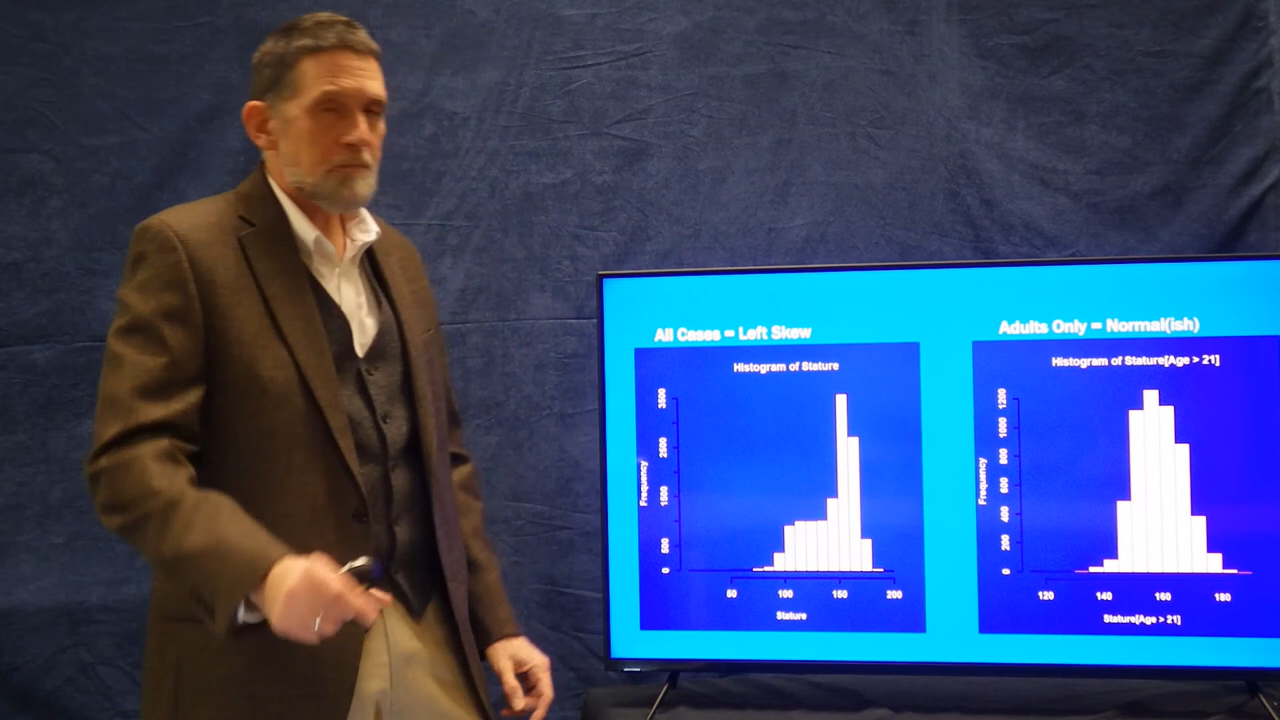 All Cases = Left Skew
Histogram of Stature
Frequency
3500
2500
1500
500
0
50
100
150
200
Stature
Adults Only = Normal(ish)
Histogram of Stature[Age > 21]
Frequency
1200
1000
800
600
400
200
0
120
140
160
180
Stature[Age > 21]